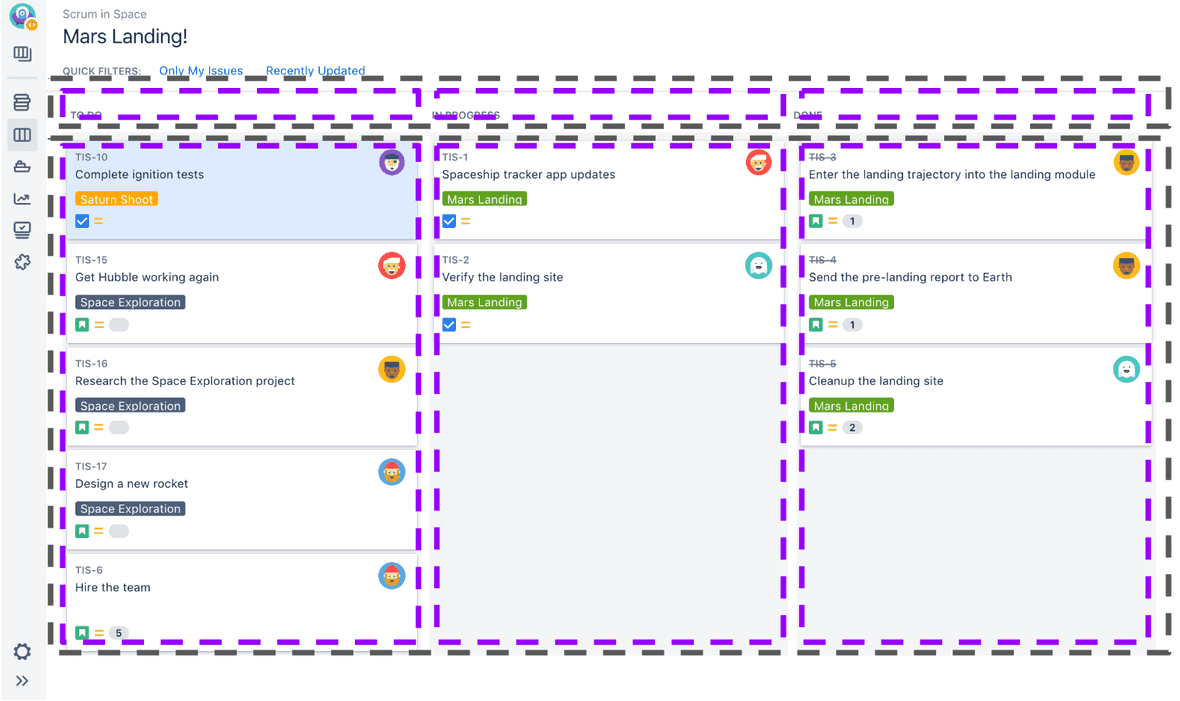 Scrum in Space
Mars Landing!
QUICK FILTERS: Only My Issues Recently Updated
TO DO
IN PROGRESS
DONE
TIS-10
Complete ignition tests
Saturn Shoot
TIS-15
Get Hubble working again
Space Exploration
TIS-16
Research the Space Exploration project
Space Exploration
TIS-17
Design a new rocket
Space Exploration
TIS-6
Hire the team
5
TIS-1
Spaceship tracker app updates
Mars Landing
TIS-2
Verify the landing site
Mars Landing
TIS-3
Enter the landing trajectory into the landing module
Mars Landing
1
TIS-4
Send the pre-landing report to Earth
Mars Landing
1
TIS-5
Cleanup the landing site
Mars Landing
2